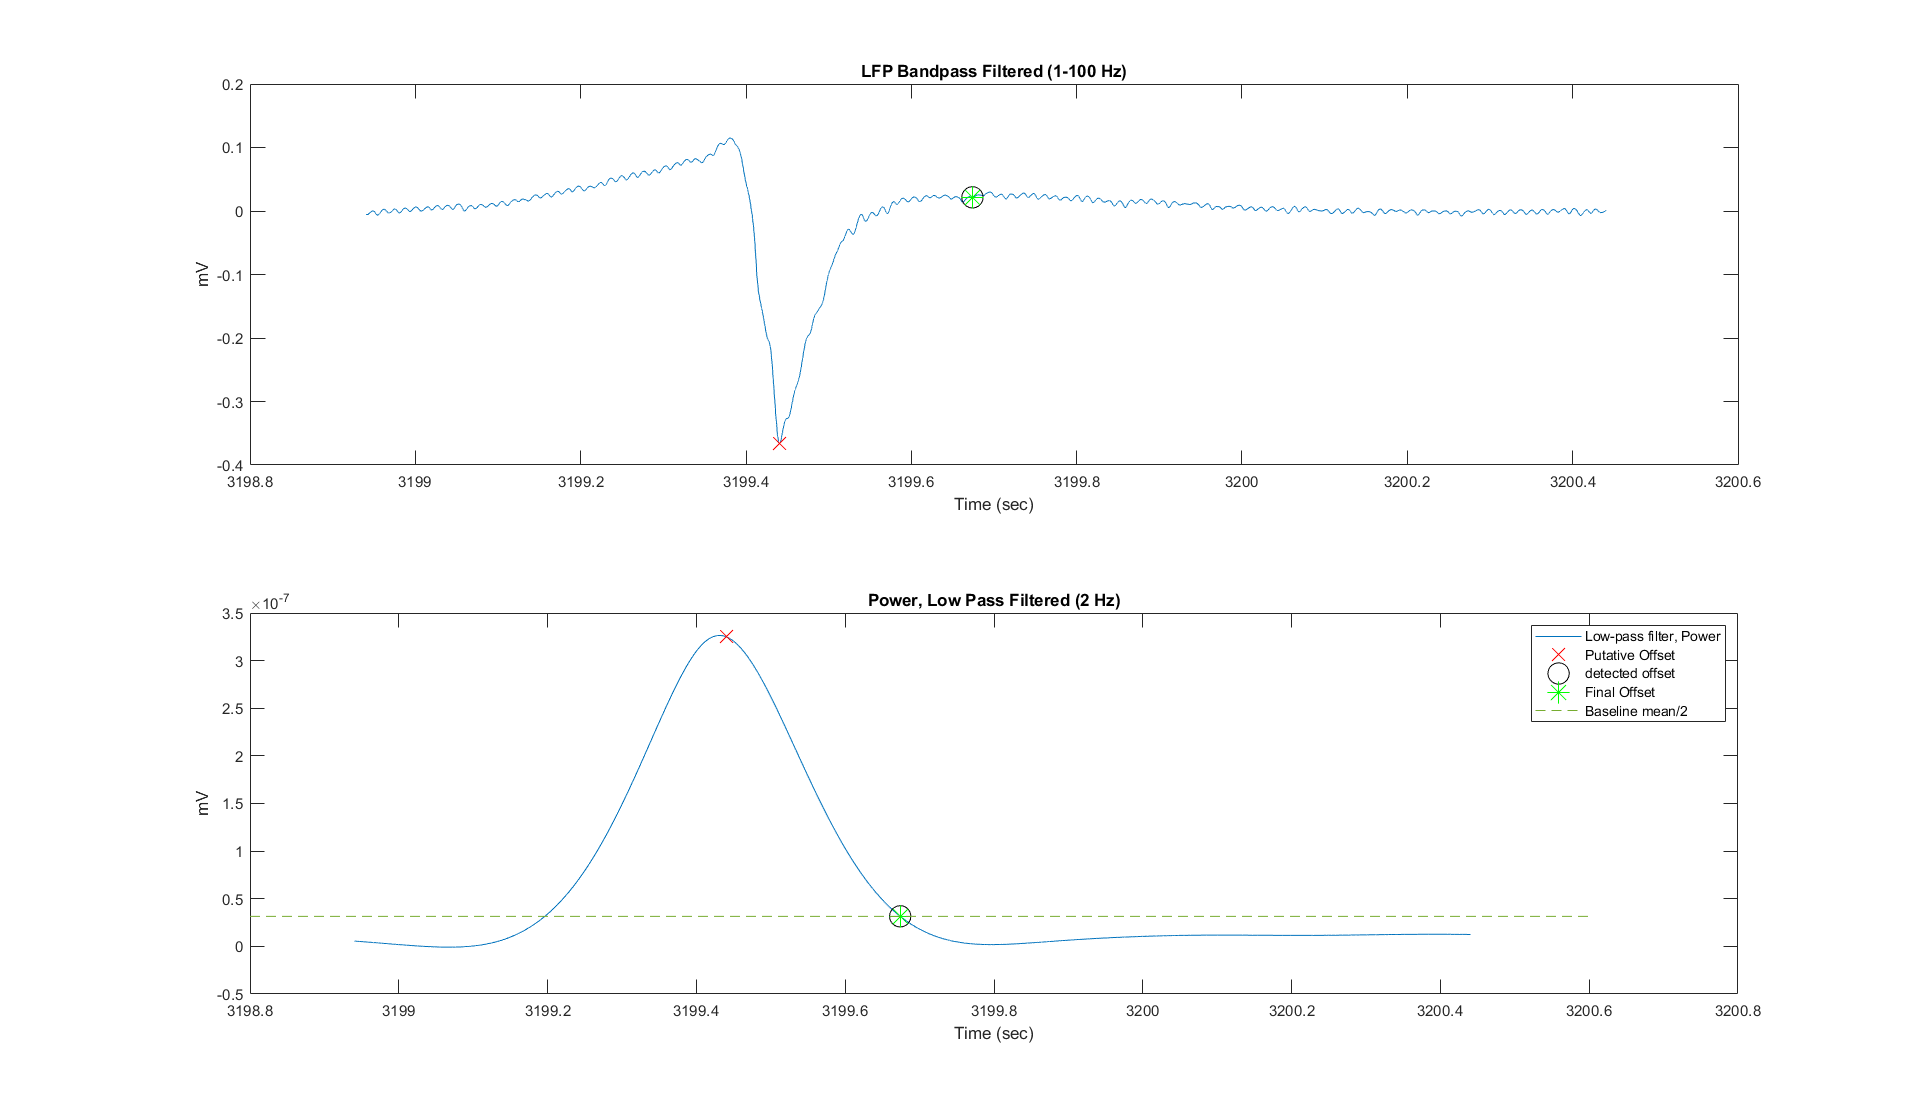 LFP Bandpass Filtered (1-100 Hz)
0.2
0.1
0
-0.1
-0.2
-0.3
-0.4
mV
3198.8 3199 3199.2 3199.4 3199.6 3199.8 3200 3200.2 3200.4 3200.6
Time (sec)
Power, Low Pass Filtered (2 Hz)
×10-7
3.5
3
2.5
2
1.5
1
0.5
0
-0.5
mV
Low-pass filter, Power
Putative Offset
detected offset
Final Offset
Baseline mean/2
3198.8 3199 3199.2 3199.4 3199.6 3199.8 3200 3200.2 3200.4 3200.6 3200.8
Time (sec)